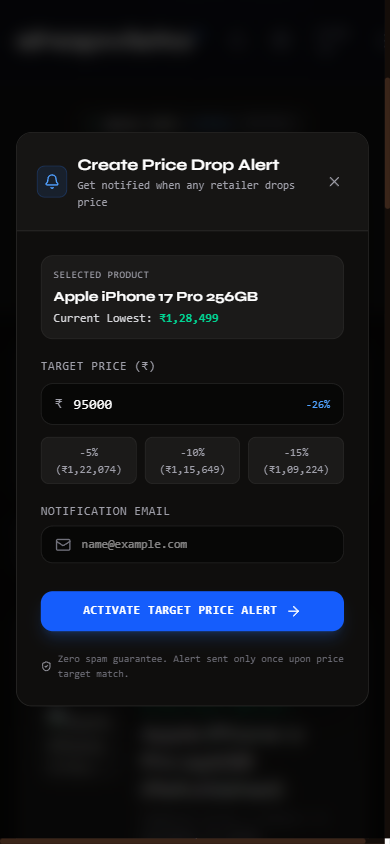 Create Price Drop Alert
Get notified when any retailer drops
price
SELECTED PRODUCT
Apple iPhone 17 Pro 256GB
Current Lowest: ₹1,28,499
TARGET PRICE (₹)
₹ 95000 -26%
-5% -10% -15%
(₹1,22,074) (₹1,15,649) (₹1,09,224)
NOTIFICATION EMAIL
name@example.com
ACTIVATE TARGET PRICE ALERT →
Zero spam guarantee. Alert sent only once upon price
target match.